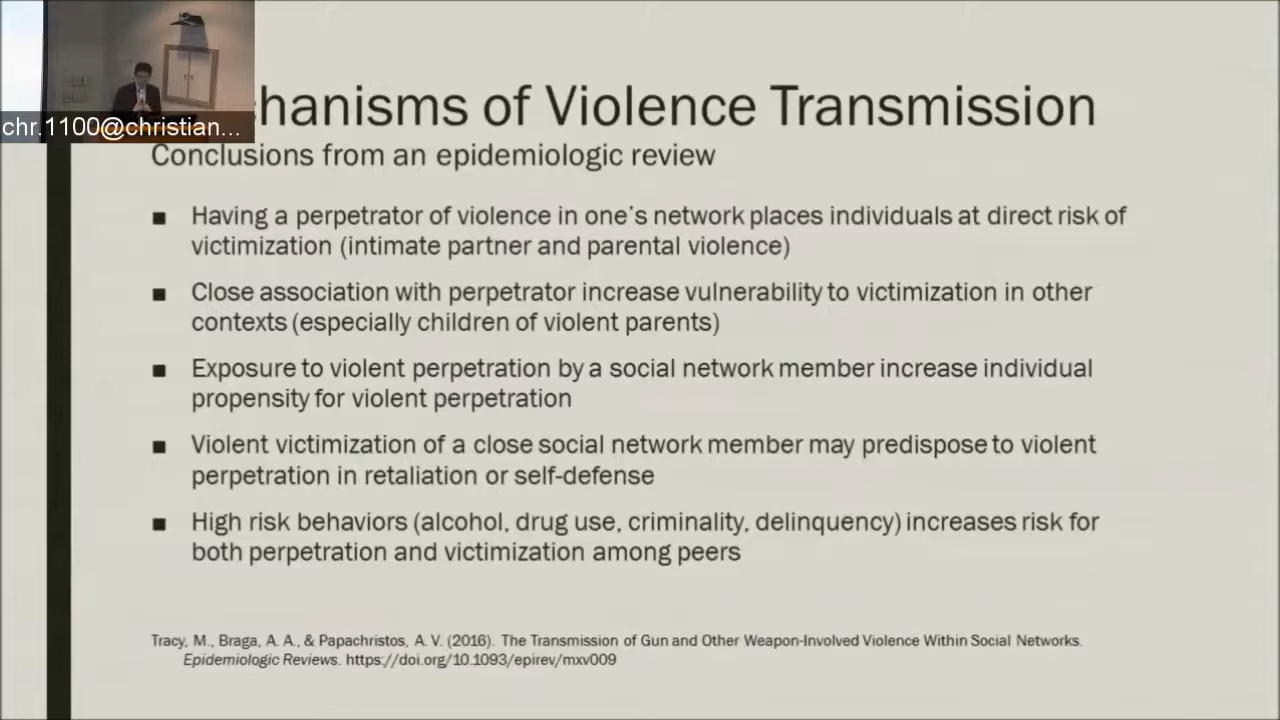 chr.1100@christian...
chanisms of Violence Transmission
Conclusions from an epidemiologic review
■ Having a perpetrator of violence in one's network places individuals at direct risk of
victimization (intimate partner and parental violence)
■ Close association with perpetrator increase vulnerability to victimization in other
contexts (especially children of violent parents)
■ Exposure to violent perpetration by a social network member increase individual
propensity for violent perpetration
■ Violent victimization of a close social network member may predispose to violent
perpetration in retaliation or self-defense
■ High risk behaviors (alcohol, drug use, criminality, delinquency) increases risk for
both perpetration and victimization among peers
Tracy, M., Braga, A. A., & Papachristos, A. V. (2016). The Transmission of Gun and Other Weapon-Involved Violence Within Social Networks.
Epidemiologic Reviews. https://doi.org/10.1093/epirev/mxv009